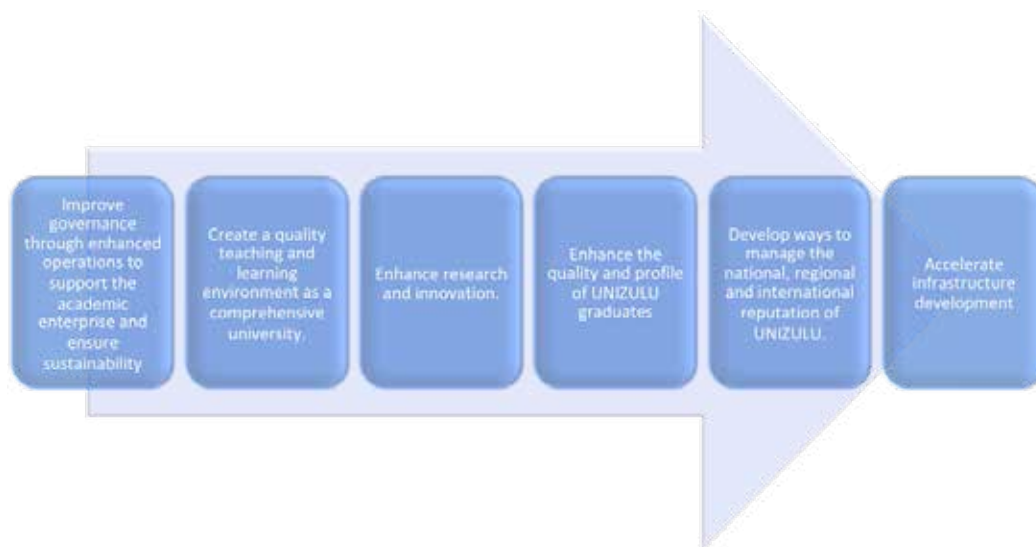 Improve
governance
through enhanced
operations to
support the
academic
enterprise and
ensure
sustainability
Create a quality
teaching and
learning
environment as a
comprehensive
university.
Enhance research
and innovation.
Enhance the
quality and profile
of UNIZULU
graduates
Develop ways to
manage the
national, regional
and international
reputation of
UNIZULU.
Accelerate
infrastructure
development